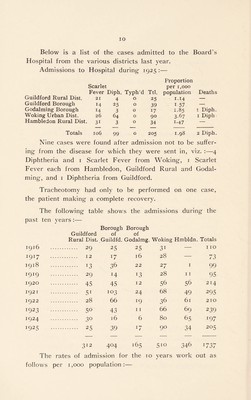 10
Below is a list of the cases admitted to the Board's
Hospital from the various districts last year.
Admissions to Hospital during 1925:—
Proportion
Scarlet per 1,000
Fever Diph. Typh'd Ttl. population Deaths
Guildford Rural Dist. 21 4 0 25 1.14 —
Guildford Borough 14 25 0 39 1.57 —
Godalming Borough 14 3 0 17 1.85 1 Diph.
Woking Urban Dist. 26 64 0 90 3.67 1 Diph
Hambledon Rural Dist. 31 3 0 34 1.47 —
Totals 106 99 0 205 1.98 2 Diph.
Nine cases were found after admission not to be suffer-
ing from the disease for which they were sent in, viz. :—4
Diphtheria and 1 Scarlet Fever from Woking, 1 Scarlet
Fever each from Hambledon, Guildford Rural and Godal-
ming, and 1 Diphtheria from Guildford.
Tracheotomy had only to be performed on one case,
the patient making a complete recovery.
The following table shows the admissions during the
past ten years:—
Borough Borough
Guildford of of
Rural Dist. Guildfd. Godalmg. Woking Hmbldn. Totals
1916 ............ 29 25 25 31 — 110
1917 ............ 12 17 16 28 — 73
1918 ............ 13 36 22 27 1 99
1919 ............ 29 14 13 28 11 95
1920 ............ 45 45 12 56 56 214
1921 ............ 51 103 24 68 49 295
1922 ............ 28 66 19 36 61 210
1923 ............ 50 43 11 66 69 239
1924 ............ 30 16 6 80 65 197
1925 ............ 25 39 17 90 34 205
312 404 165 510 346 1737
The rates of admission for the 10 years work out as
follows per 1,000 population:—